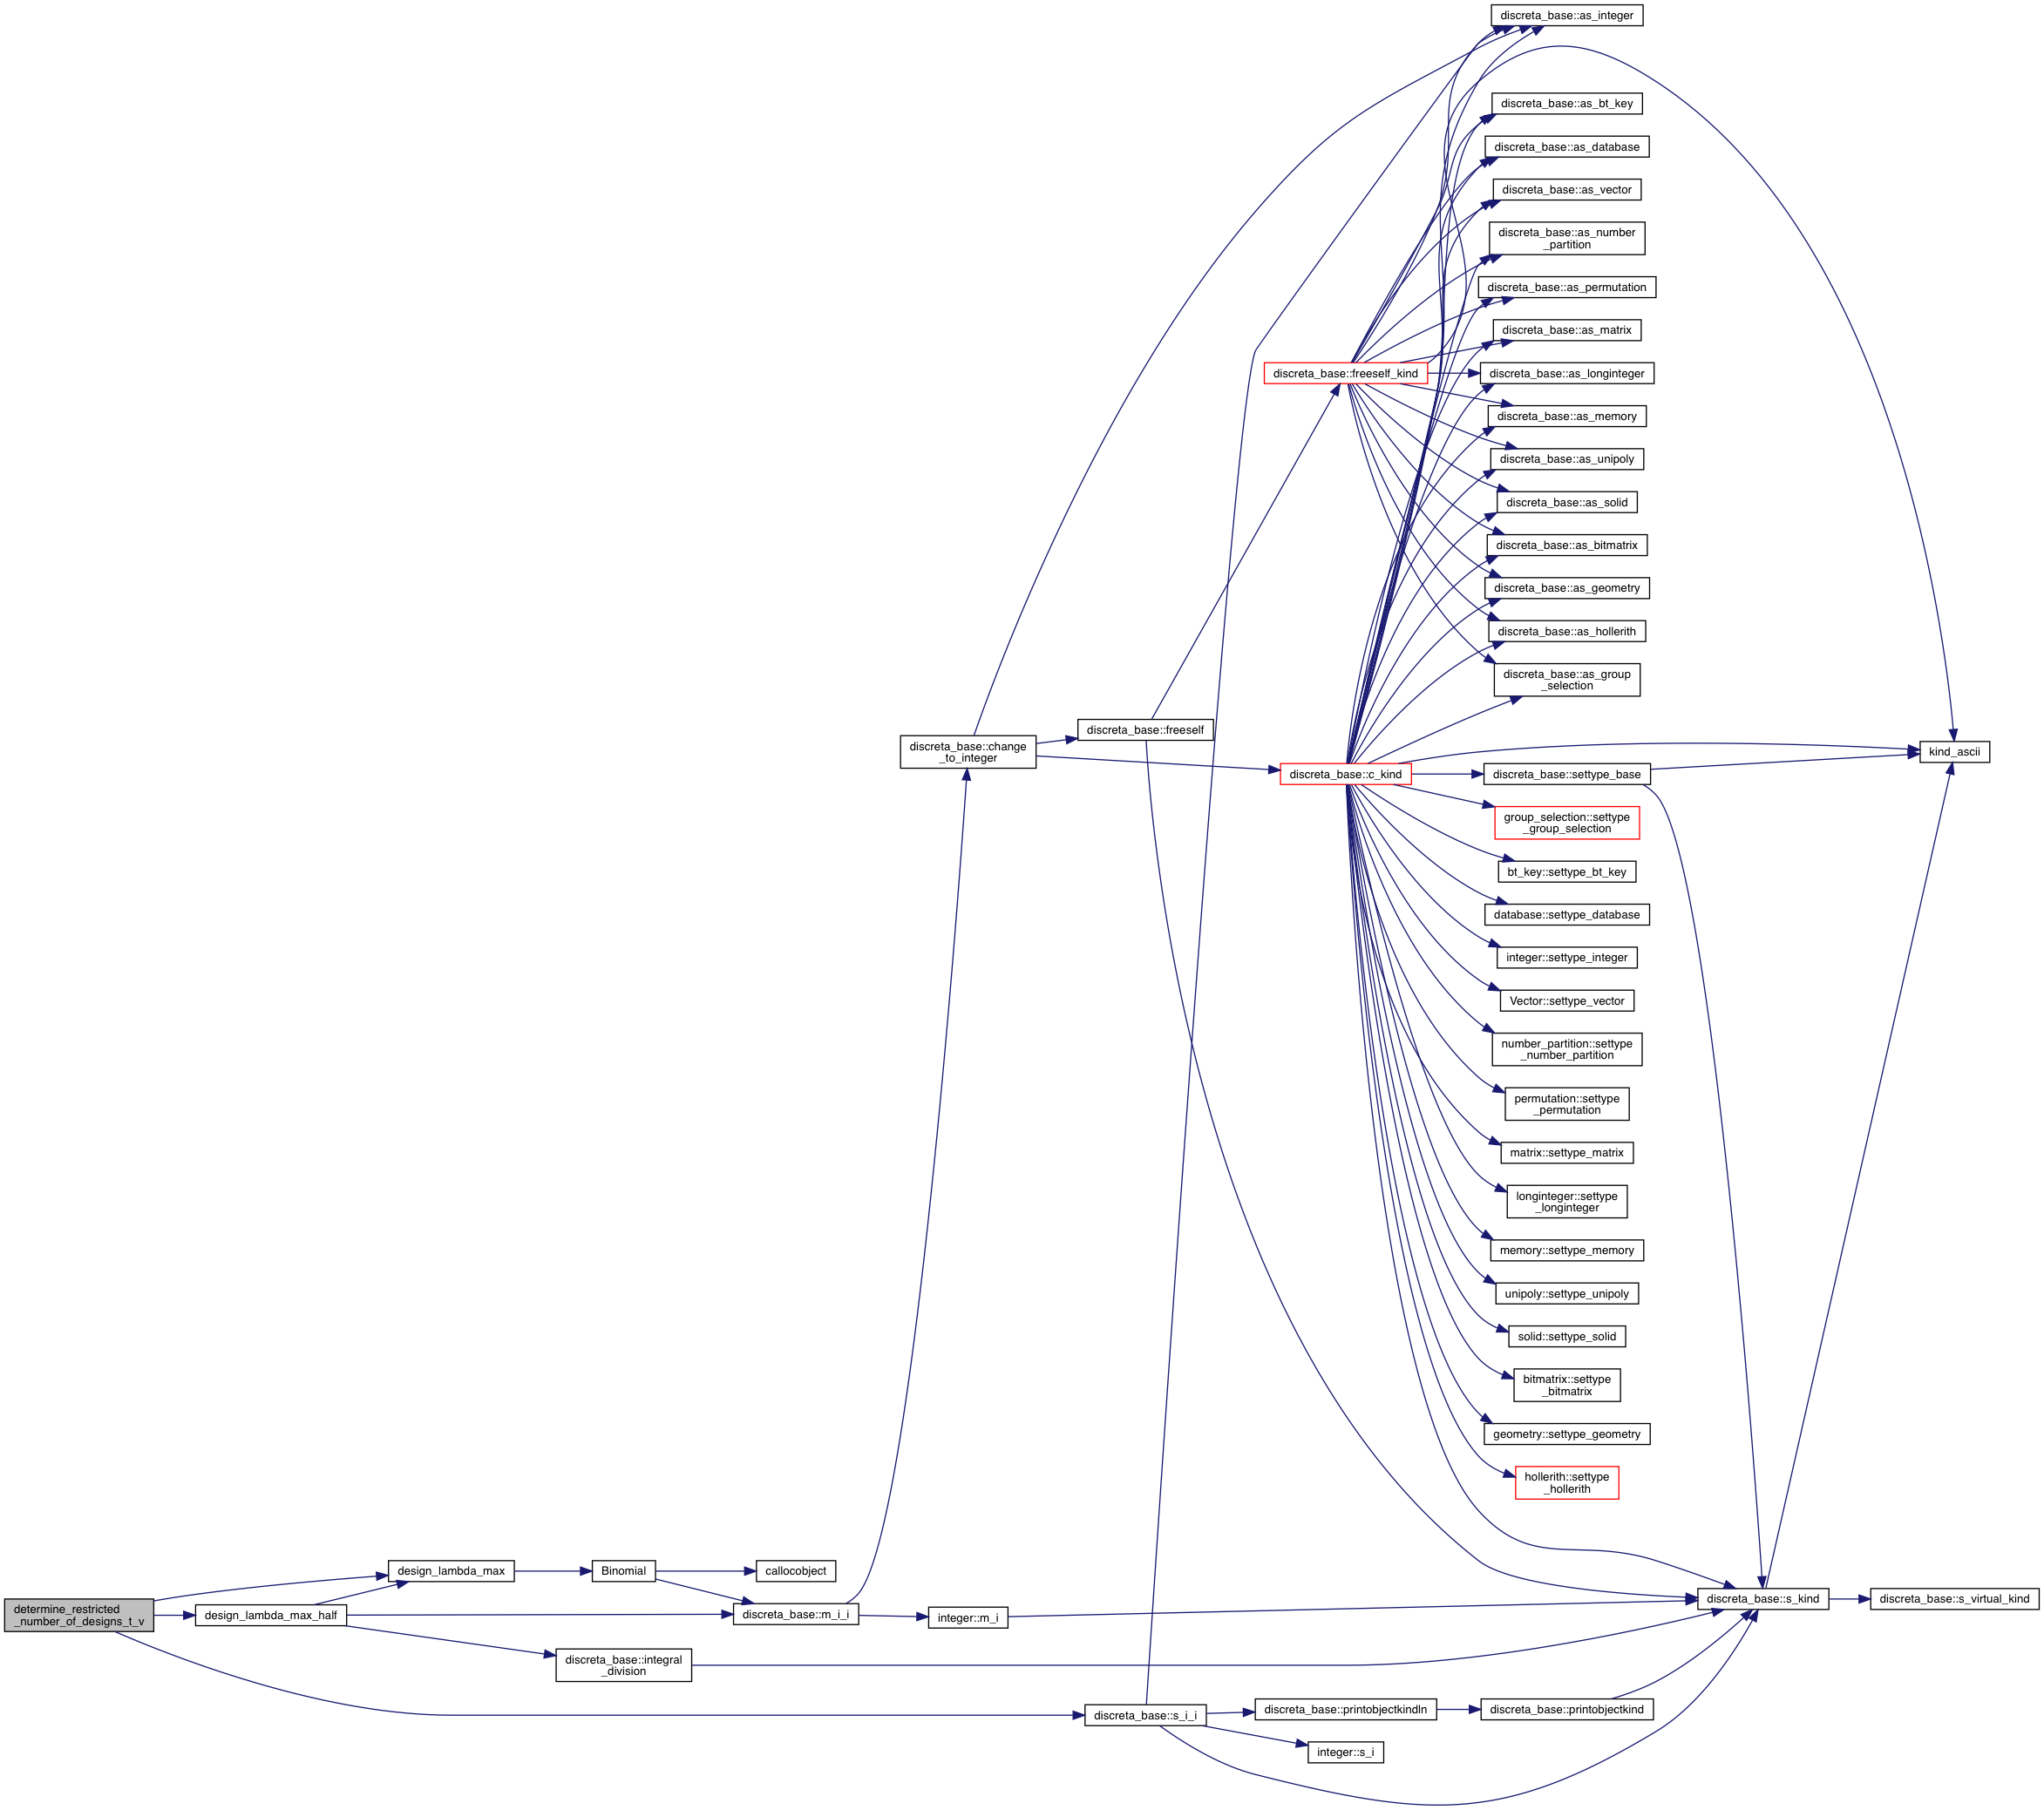 discreta_base::as_integer
discreta_base::as_bt_key
discreta_base::as_database
discreta_base::as_vector
discreta_base::as_number
_partition
discreta_base::as_permutation
discreta_base::as_matrix
discreta_base::freeself_kind
discreta_base::as_longinteger
discreta_base::as_memory
discreta_base::as_unipoly
discreta_base::as_solid
discreta_base::as_bitmatrix
discreta_base::as_geometry
discreta_base::as_hollerith
discreta_base::as_group
_selection
discreta_base::freeself
discreta_base::change
_to_integer
kind_ascii
discreta_base::c_kind
discreta_base::settype_base
group_selection::settype
_group_selection
bt_key::settype_bt_key
database::settype_database
integer::settype_integer
Vector::settype_vector
number_partition::settype
_number_partition
permutation::settype
_permutation
matrix::settype_matrix
longinteger::settype
_longinteger
memory::settype_memory
unipoly::settype_unipoly
solid::settype_solid
bitmatrix::settype
_bitmatrix
geometry::settype_geometry
hollerith::settype
_hollerith
design_lambda_max
Binomial
callocobject
discreta_base::s_kind
discreta_base::s_virtual_kind
determine_restricted
_number_of_designs_t_v
design_lambda_max_half
discreta_base::m_i_i
integer::m_i
discreta_base::integral
_division
discreta_base::s_i_i
discreta_base::printobjectkindln
discreta_base::printobjectkind
integer::s_i